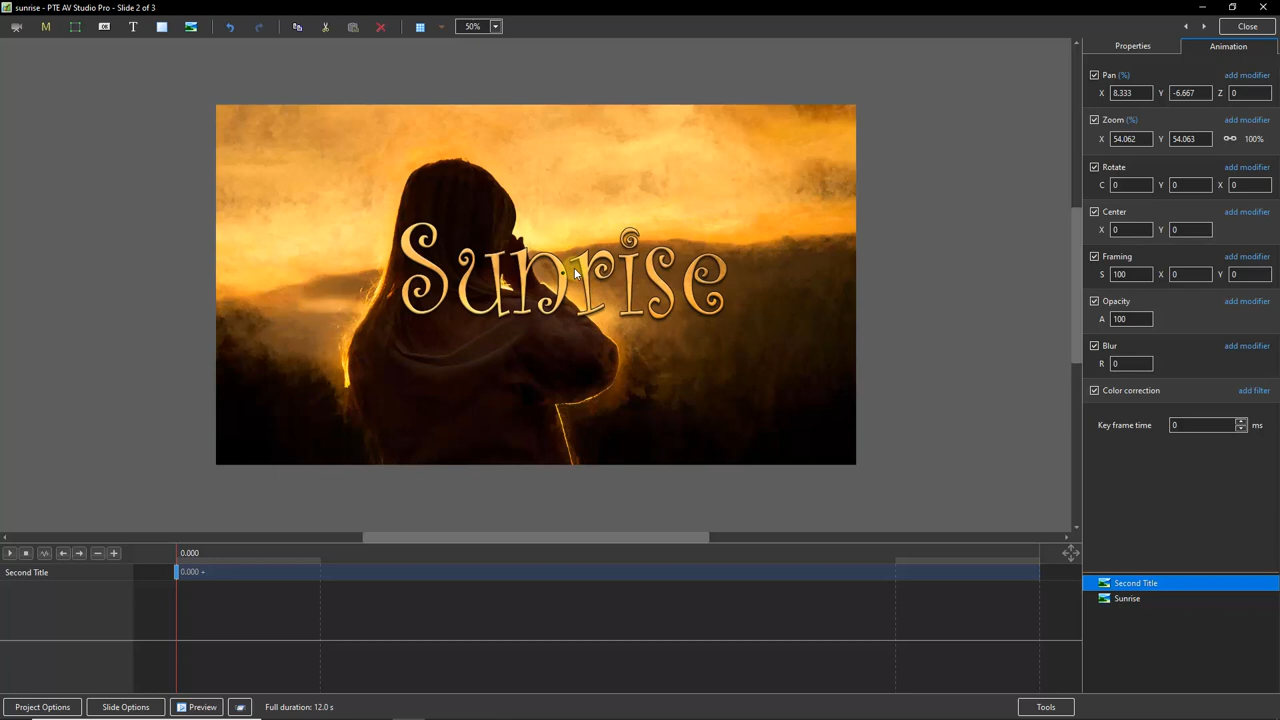 sunrise - PTE AV Studio Pro - Slide 2 of 3
M
OK
T
50%
Close
Properties
Animation
Pan (%)
add modifier
X 8.333 Y -6.667 Z 0
Zoom (%)
add modifier
X 54.062 Y 54.063 100%
Rotate
add modifier
C 0 Y 0 X 0
Center
add modifier
X 0 Y 0
Framing
add modifier
S 100 X 0 Y 0
Opacity
add modifier
A 100
Blur
add modifier
R 0
Color correction
add filter
Key frame time 0 ms
Sunrise
0.000
Second Title
0.000 +
Second Title
Sunrise
Project Options
Slide Options
Preview
Full duration: 12.0 s
Tools